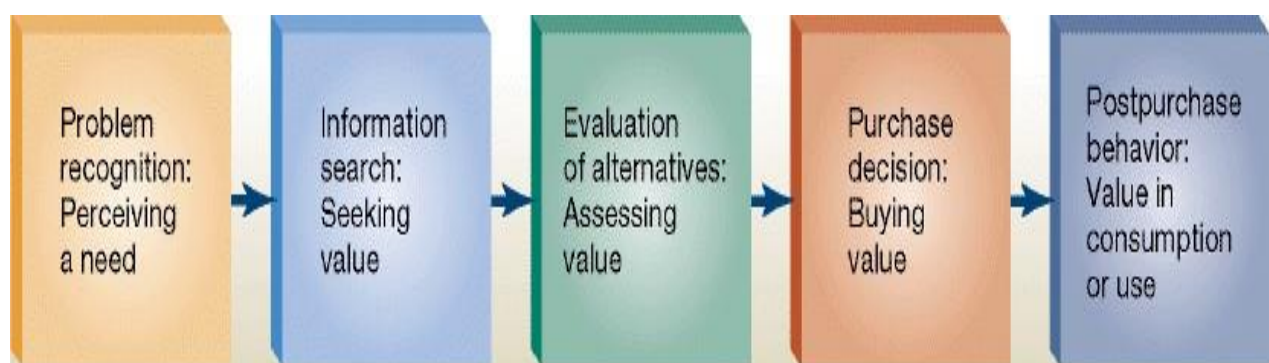 Problem
recognition:
Perceiving
a need
Information
search:
Seeking
value
Evaluation
of alternatives:
Assessing
value
Purchase
decision:
Buying
value
Postpurchase
behavior:
Value in
consumption
or use